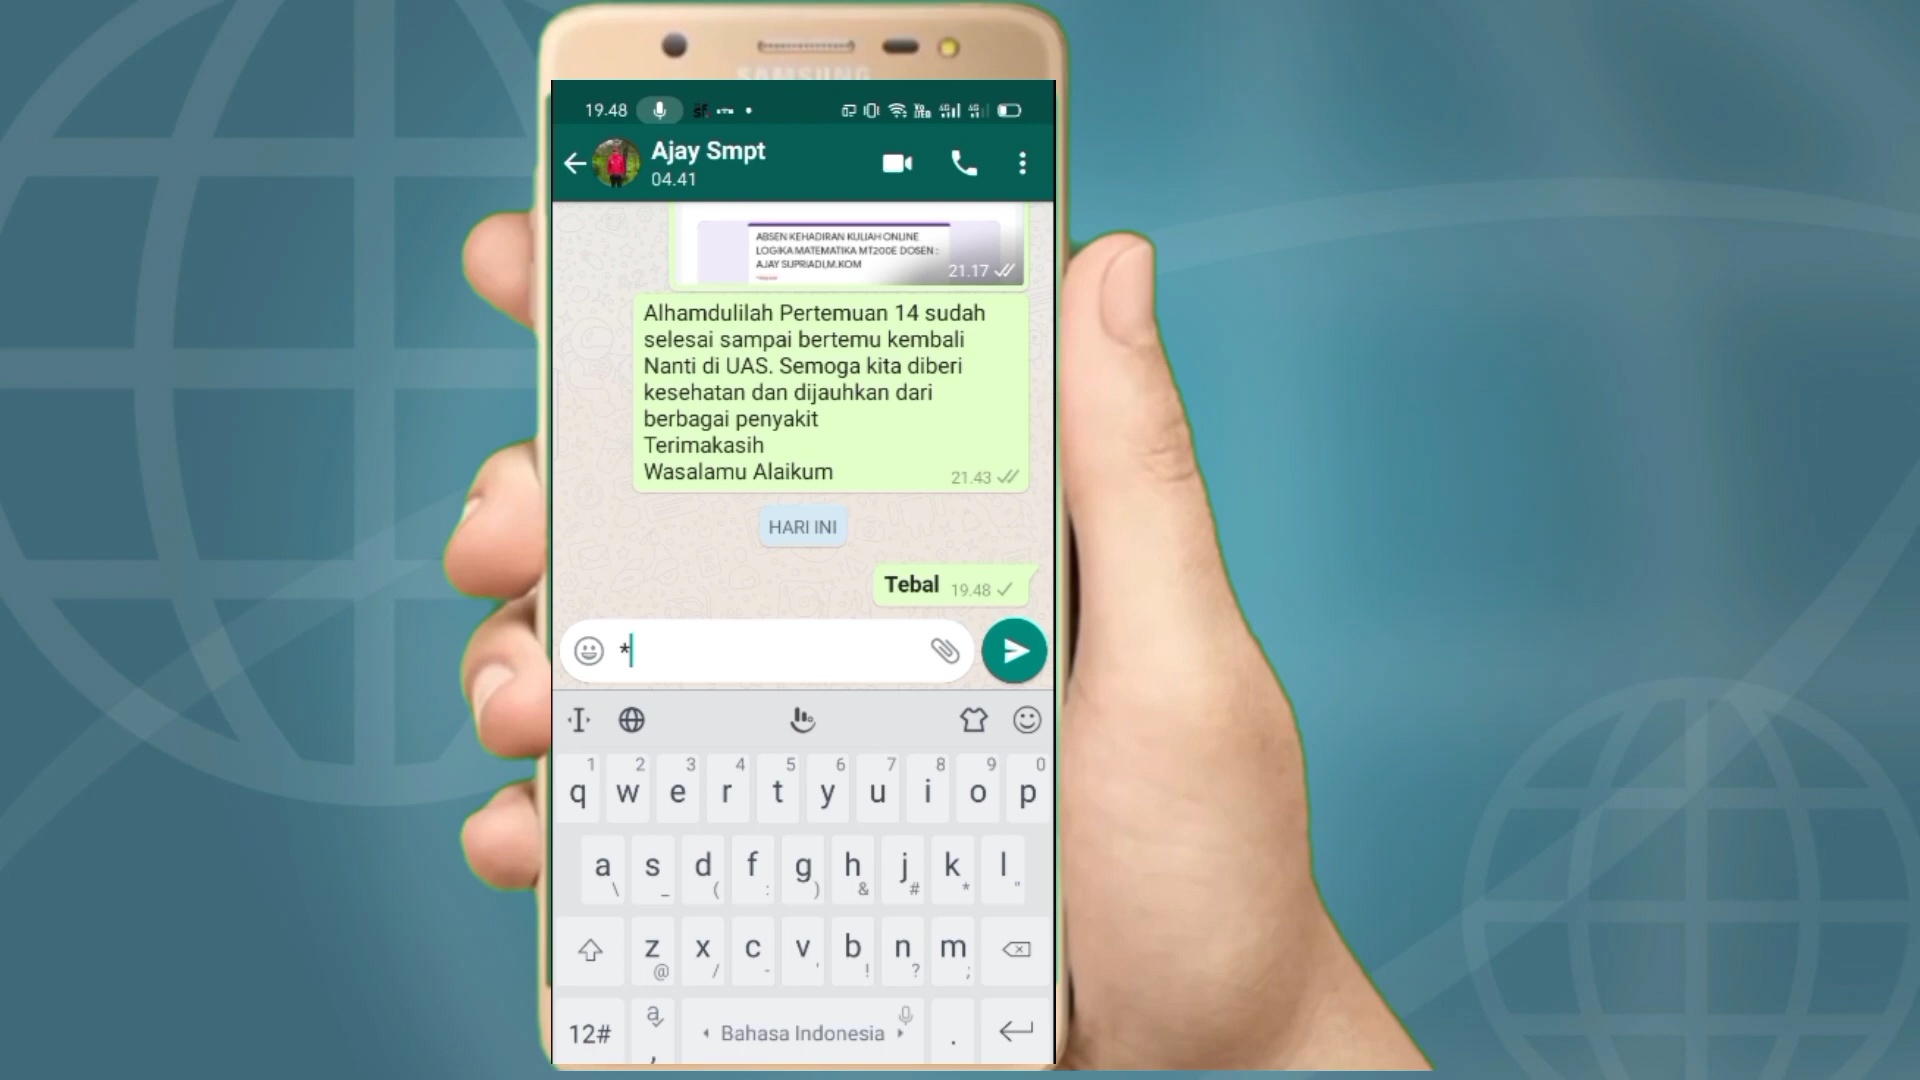 SAMSUNG
19.48
Ajay Smpt
04.41
ABSEN KEHADIRAN KULIAH ONLINE
LOGIKA MATEMATIKA MT200E DOSEN :
AJAY SUPRIADI,M.KOM
21.17
Alhamdulilah Pertemuan 14 sudah
selesai sampai bertemu kembali
Nanti di UAS. Semoga kita diberi
kesehatan dan dijauhkan dari
berbagai penyakit
Terimakasih
Wasalamu Alaikum
21.43
HARI INI
Tebal 19.48
*
1 2 3 4 5 6 7 8 9 0
q w e r t y u i o p
a s d f g h j k l
\ _ ( : ) & # * "
z x c v b n m
@ / - ' ! ? ;
12# a , Bahasa Indonesia .